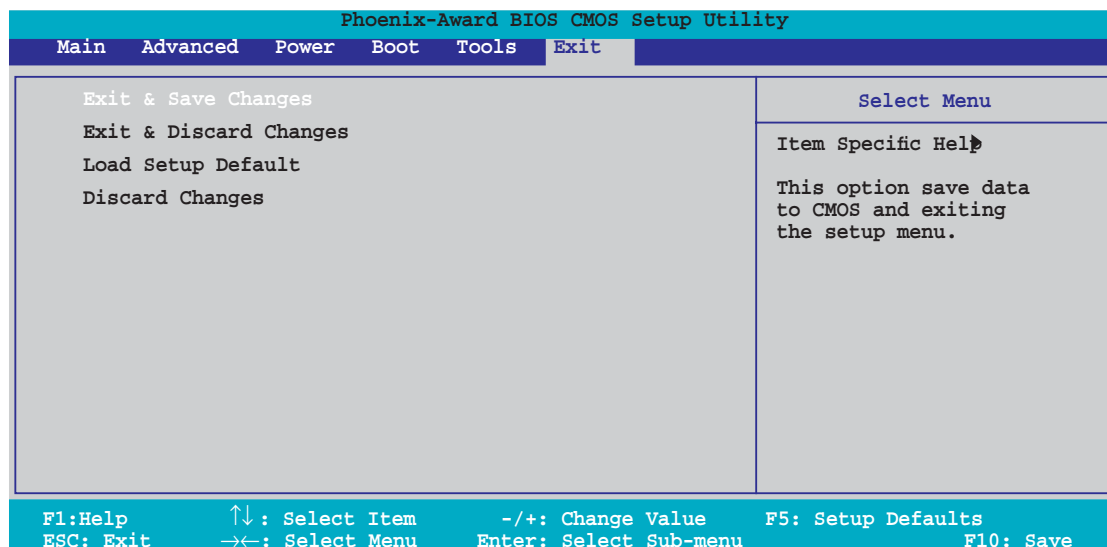 Phoenix-Award BIOS CMOS Setup Utility
Main Advanced Power Boot Tools Exit
Exit & Save Changes
Exit & Discard Changes
Load Setup Default
Discard Changes
Select Menu
Item Specific Help
This option save data
to CMOS and exiting
the setup menu.
F1:Help ↑↓: Select Item -/+: Change Value F5: Setup Defaults
ESC: Exit →←: Select Menu Enter: Select Sub-menu F10: Save